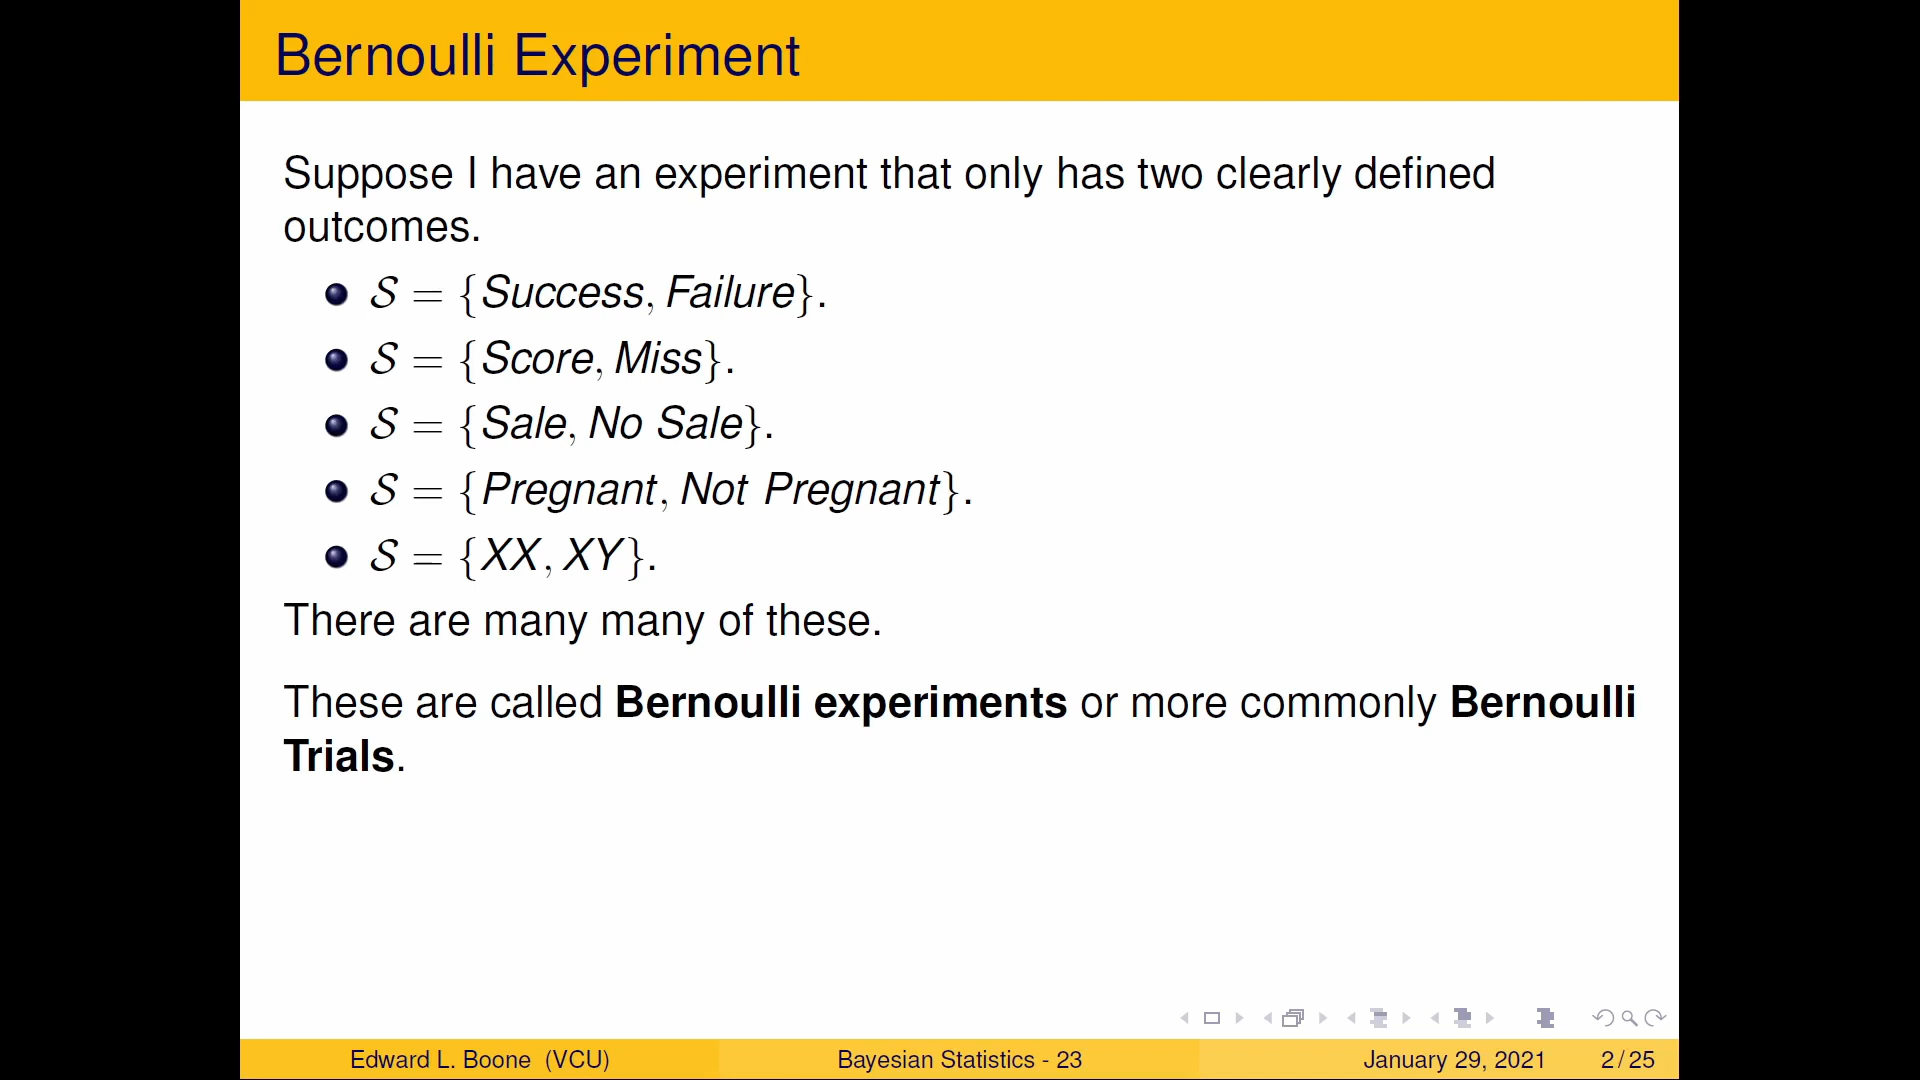 Bernoulli Experiment
Suppose I have an experiment that only has two clearly defined
outcomes.
𝒮 = {Success, Failure}.
𝒮 = {Score, Miss}.
𝒮 = {Sale, No Sale}.
𝒮 = {Pregnant, Not Pregnant}.
𝒮 = {XX, XY}.
There are many many of these.
These are called Bernoulli experiments or more commonly Bernoulli
Trials.
Edward L. Boone (VCU) Bayesian Statistics - 23 January 29, 2021 2/25